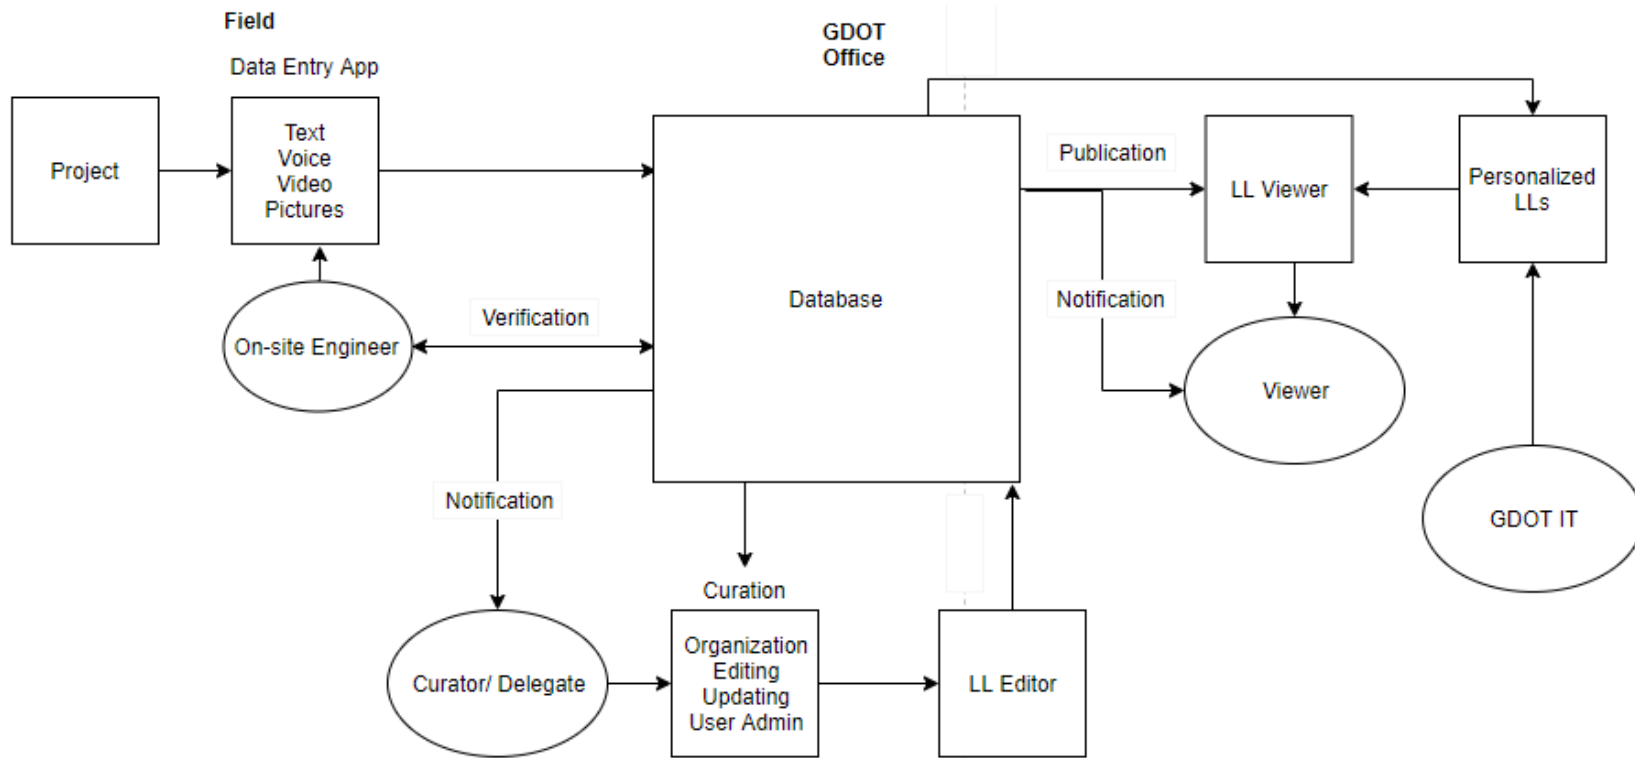 Field
GDOT
Office
Data Entry App
Project
Text
Voice
Video
Pictures
Publication
LL Viewer
Personalized
LLs
Database
Notification
Verification
On-site Engineer
Viewer
Notification
GDOT IT
Curation
Curator/ Delegate
Organization
Editing
Updating
User Admin
LL Editor